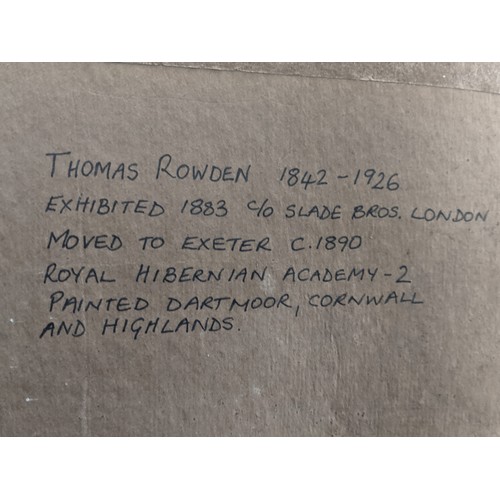 THOMAS ROWDEN 1842-1926
EXHIBITED 1883 c/o SLADE BROS. LONDON
MOVED TO EXETER C.1890
ROYAL HIBERNIAN ACADEMY-2
PAINTED DARTMOOR, CORNWALL
AND HIGHLANDS.